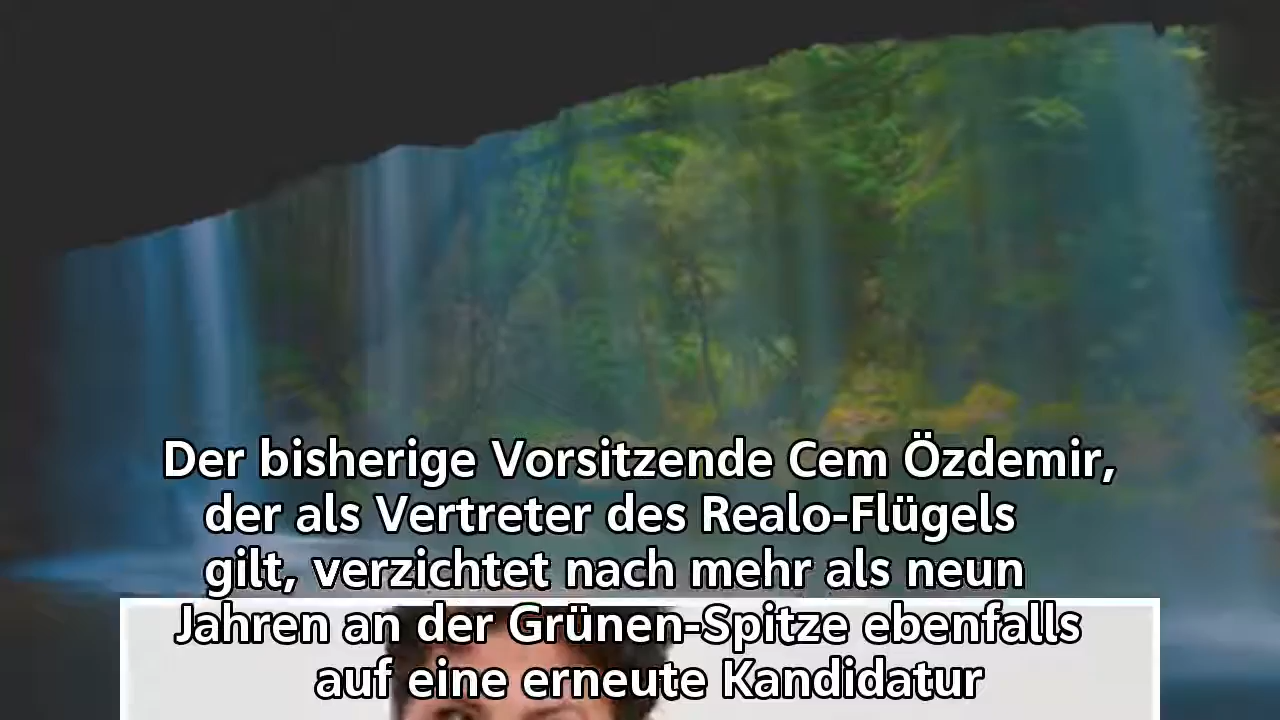 Der bisherige Vorsitzende Cem Özdemir,
der als Vertreter des Realo-Flügels
gilt, verzichtet nach mehr als neun
Jahren an der Grünen-Spitze ebenfalls
auf eine erneute Kandidatur